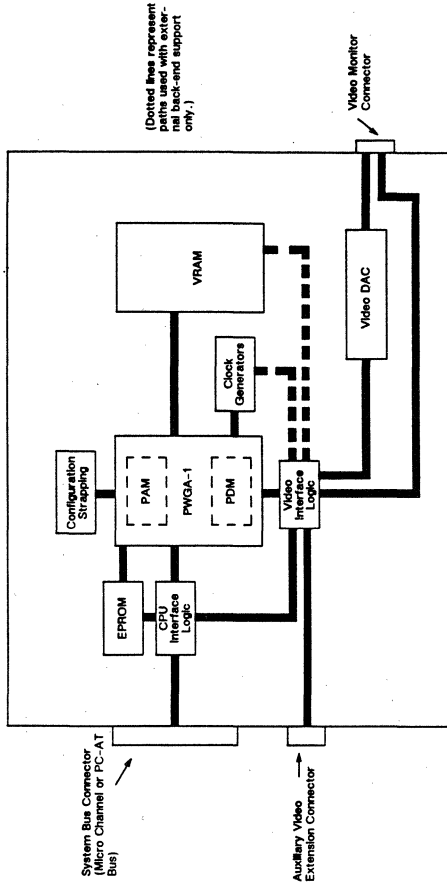 System Bus Connector
(Micro Channel or PC-AT
Bus)
Auxiliary Video
Extension Connector
Configuration
Strapping
EPROM
CPU
Interface
Logic
PAM
PWGA-1
PDM
Clock
Generators
VRAM
Video
Interface
Logic
Video DAC
(Dotted lines represent
paths used with exter-
nal back-end support
only.)
Video Monitor
Connector